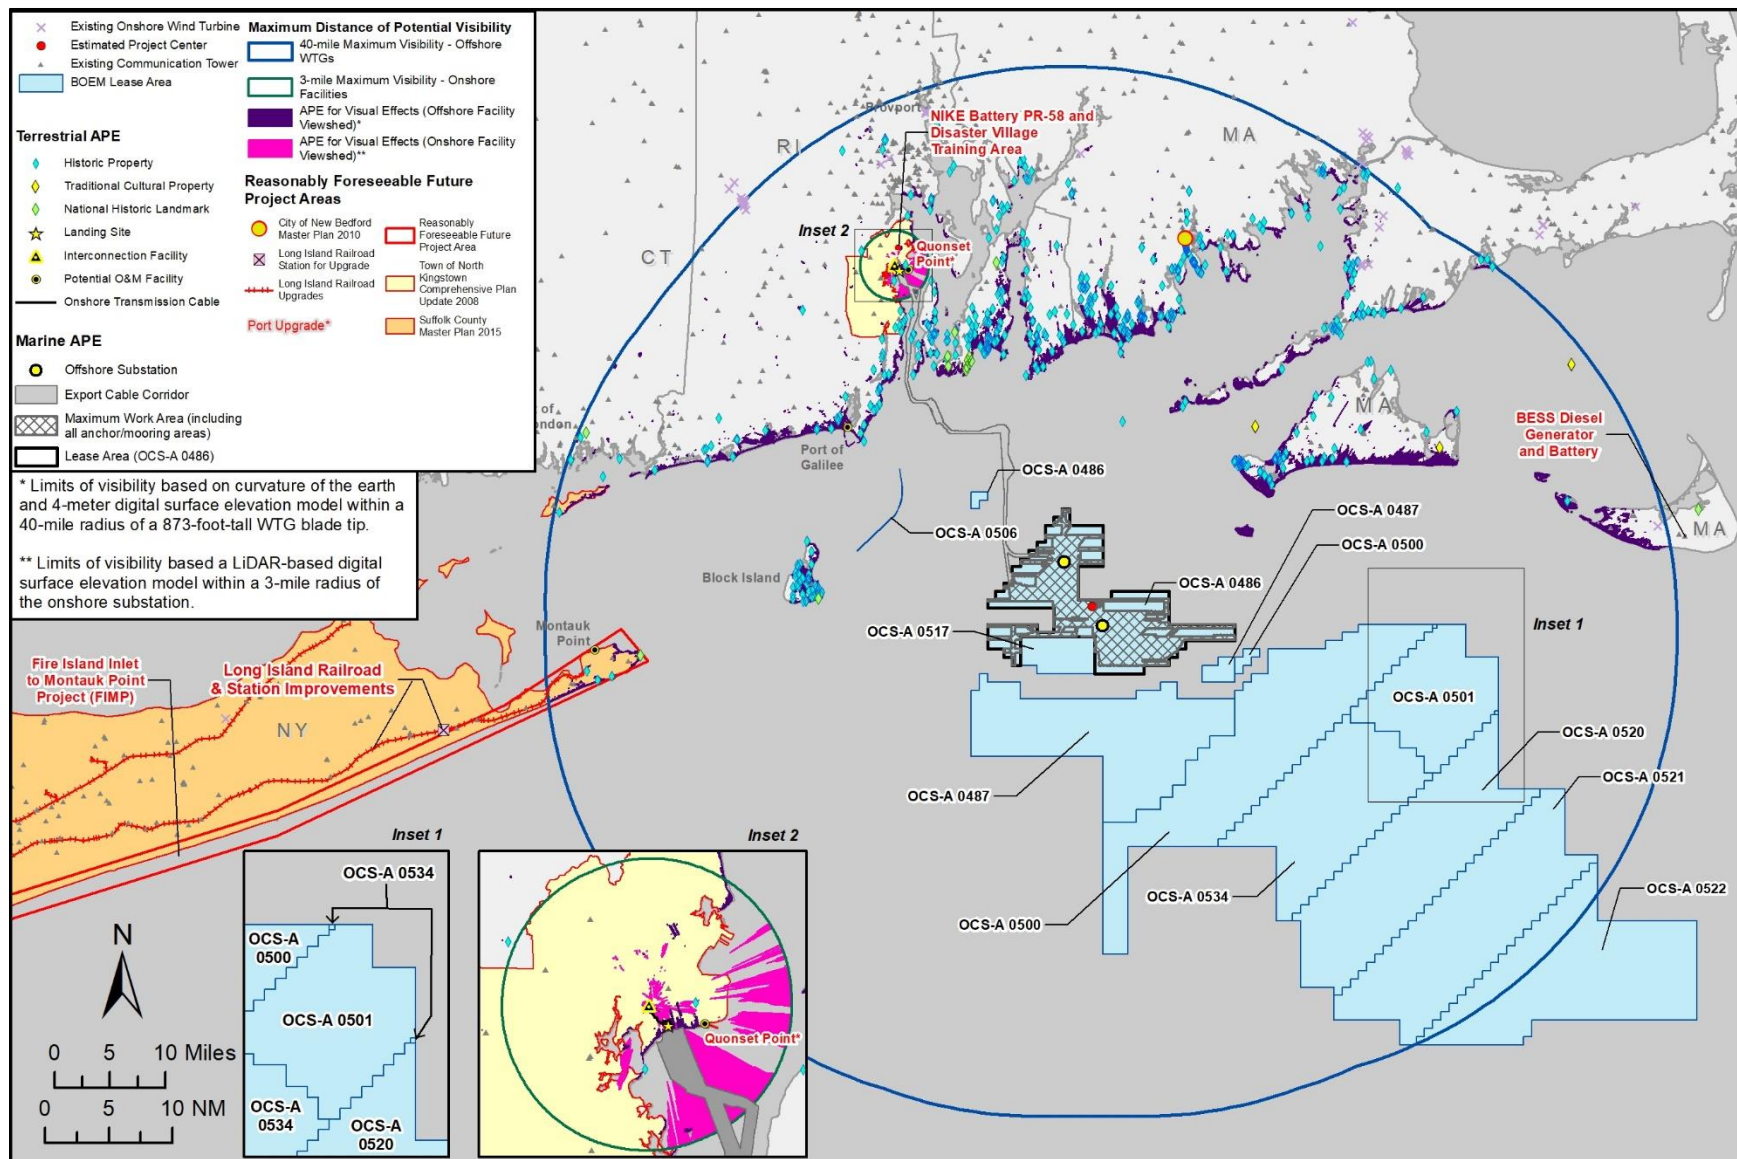 Existing Onshore Wind Turbine
Estimated Project Center
Existing Communication Tower
BOEM Lease Area
Terrestrial APE
Historic Property
Traditional Cultural Property
National Historic Landmark
Landing Site
Interconnection Facility
Potential O&M Facility
Onshore Transmission Cable
Marine APE
Offshore Substation
Export Cable Corridor
Maximum Work Area (including
all anchor/mooring areas)
Lease Area (OCS-A 0486)
Maximum Distance of Potential Visibility
40-mile Maximum Visibility - Offshore
WTGs
3-mile Maximum Visibility - Onshore
Facilities
APE for Visual Effects (Offshore Facility
Viewshed)*
APE for Visual Effects (Onshore Facility
Viewshed)**
Reasonably Foreseeable Future
Project Areas
City of New Bedford
Master Plan 2010
Long Island Railroad
Station for Upgrade
Long Island Railroad
Upgrades
Port Upgrade*
Reasonably
Foreseeable Future
Project Area
Town of North
Kingstown
Comprehensive Plan
Update 2008
Suffolk County
Master Plan 2015
* Limits of visibility based on curvature of the earth
and 4-meter digital surface elevation model within a
40-mile radius of a 873-foot-tall WTG blade tip.
** Limits of visibility based a LiDAR-based digital
surface elevation model within a 3-mile radius of
the onshore substation.
NIKE Battery PR-58 and
Disaster Village
Training Area
RI
MA
CT
Inset 2
Quonset
Point*
of
ondon
Port of
Galilee
MA
BESS Diesel
Generator
and Battery
MA
OCS-A 0486
OCS-A 0506
OCS-A 0487
OCS-A 0500
Block Island
OCS-A 0486
OCS-A 0517
Inset 1
Montauk
Point
Fire Island Inlet
to Montauk Point
Project (FIMP)
Long Island Railroad
& Station Improvements
NY
OCS-A 0501
OCS-A 0520
OCS-A 0521
OCS-A 0487
OCS-A 0534
OCS-A 0500
OCS-A 0522
Inset 1
OCS-A 0534
OCS-A
0500
OCS-A 0501
OCS-A
0534
OCS-A
0520
Inset 2
Quonset Point*
N
0 5 10 Miles
0 5 10 NM